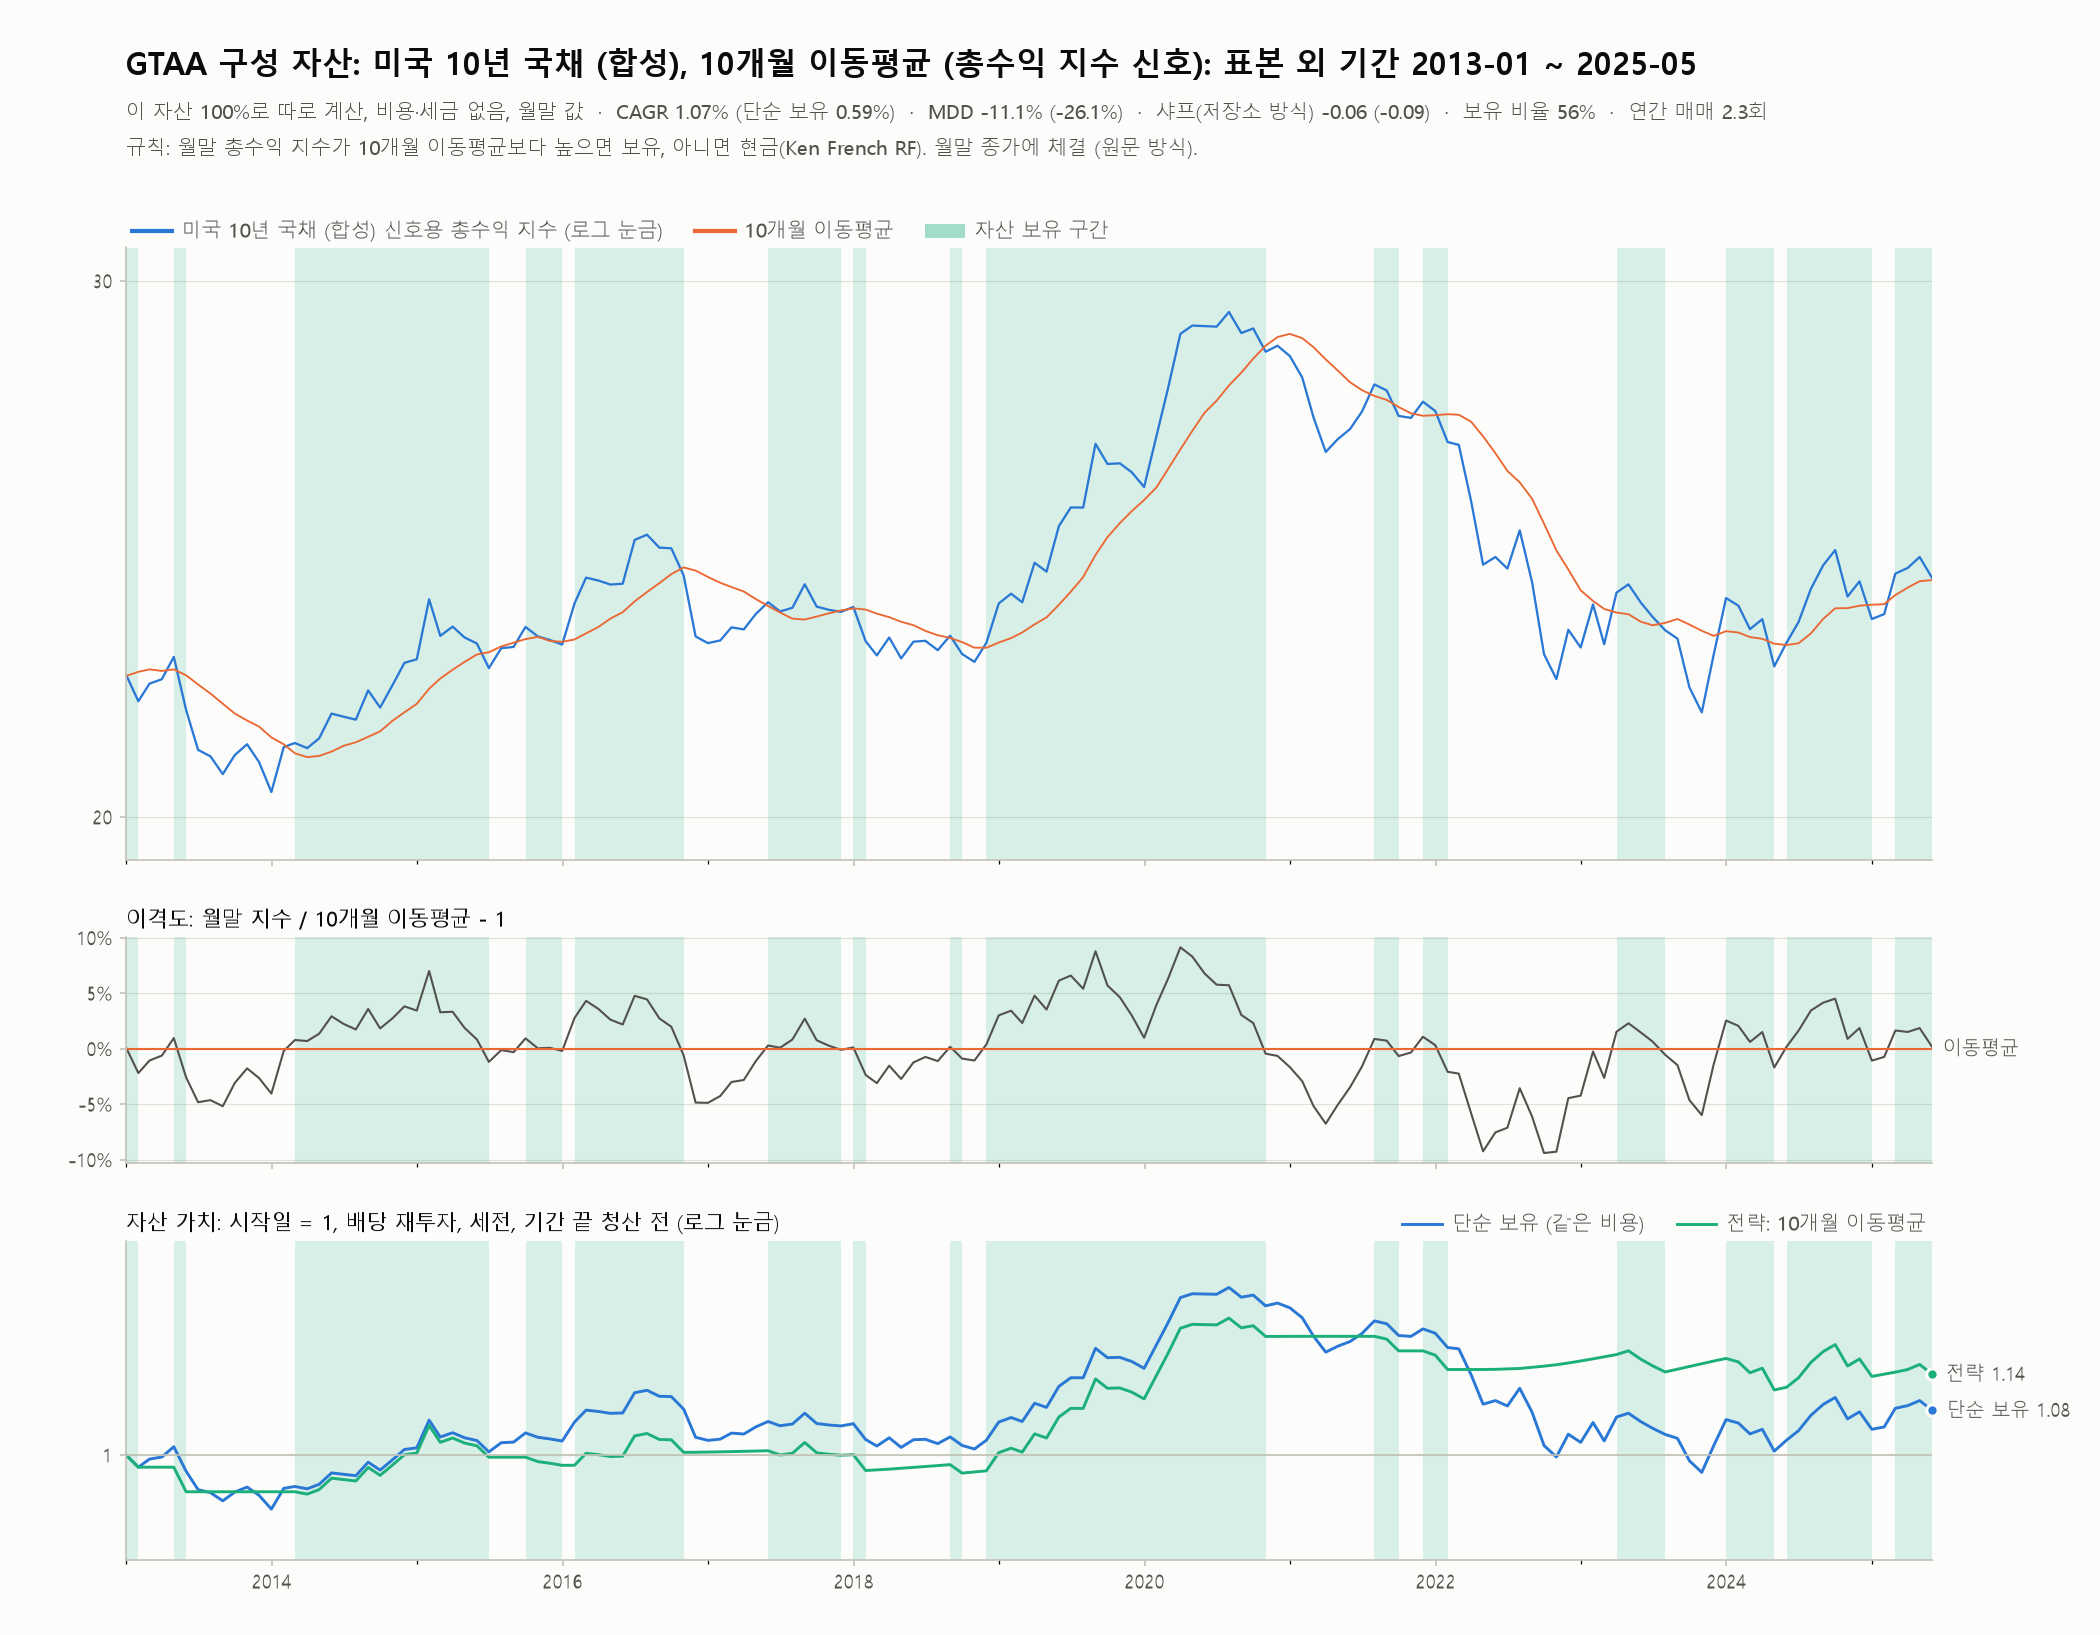 GTAA 구성 자산: 미국 10년 국채 (합성), 10개월 이동평균 (총수익 지수 신호): 표본 외 기간 2013-01 ~ 2025-05
이 자산 100%로 따로 계산, 비용·세금 없음, 월말 값 · CAGR 1.07% (단순 보유 0.59%) · MDD -11.1% (-26.1%) · 샤프(저장소 방식) -0.06 (-0.09) · 보유 비율 56% · 연간 매매 2.3회
규칙: 월말 총수익 지수가 10개월 이동평균보다 높으면 보유, 아니면 현금(Ken French RF). 월말 종가에 체결 (원문 방식).
미국 10년 국채 (합성) 신호용 총수익 지수 (로그 눈금) 10개월 이동평균 자산 보유 구간
30
20
이격도: 월말 지수 / 10개월 이동평균 - 1
10%
5%
0%
이동평균
-5%
-10%
자산 가치: 시작일 = 1, 배당 재투자, 세전, 기간 끝 청산 전 (로그 눈금) 단순 보유 (같은 비용) 전략: 10개월 이동평균
전략 1.14
단순 보유 1.08
1
2014 2016 2018 2020 2022 2024